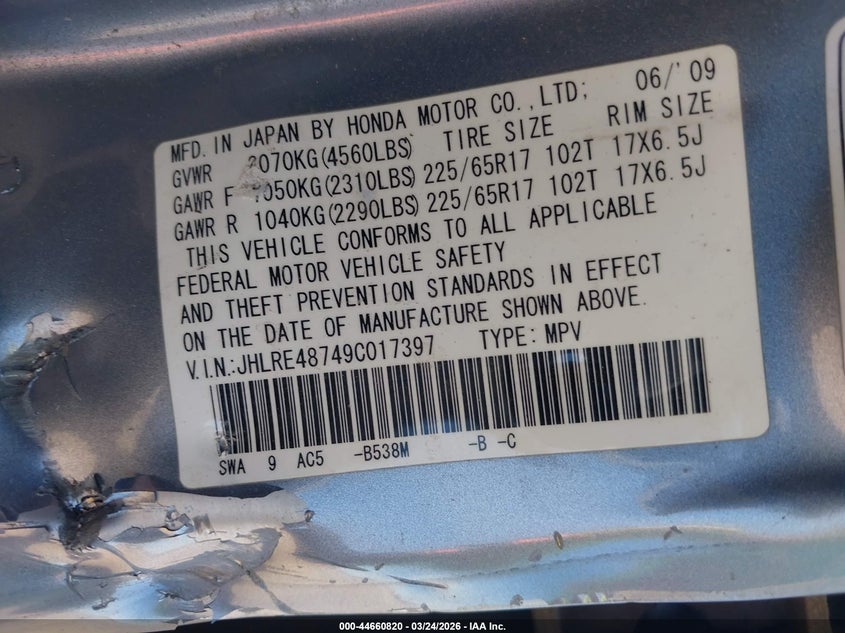 MFD. IN JAPAN BY HONDA MOTOR CO.,LTD; 06/'09
GVWR 2070KG(4560LBS) TIRE SIZE RIM SIZE
GAWR F 1050KG(2310LBS) 225/65R17 102T 17X6.5J
GAWR R 1040KG(2290LBS) 225/65R17 102T 17X6.5J
THIS VEHICLE CONFORMS TO ALL APPLICABLE
FEDERAL MOTOR VEHICLE SAFETY
AND THEFT PREVENTION STANDARDS IN EFFECT
ON THE DATE OF MANUFACTURE SHOWN ABOVE.
V.I.N.:JHLRE48749C017397 TYPE: MPV
SWA 9 AC5 -B538M -B -C
000-44660820 - 03/24/2026 - IAA Inc.